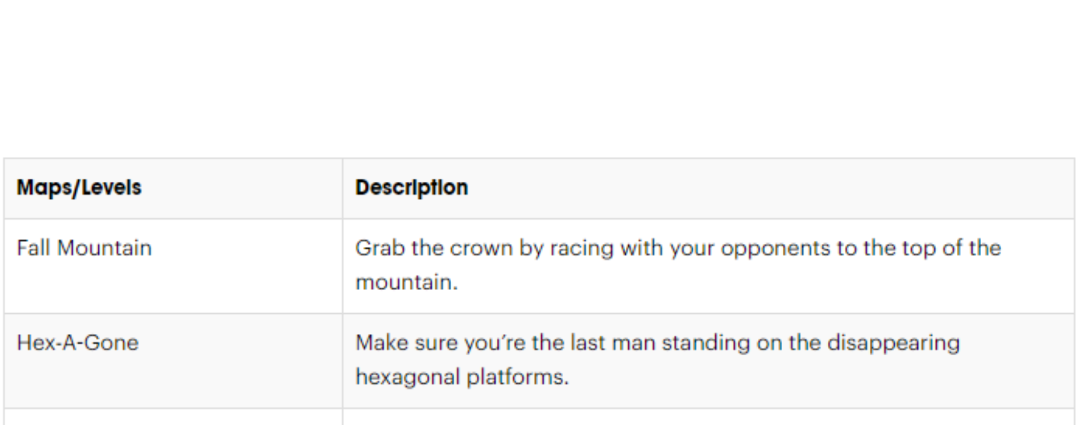 Maps/Levels
Description
Fall Mountain
Grab the crown by racing with your opponents to the top of the
mountain.
Hex-A-Gone
Make sure you’re the last man standing on the disappearing
hexagonal platforms.